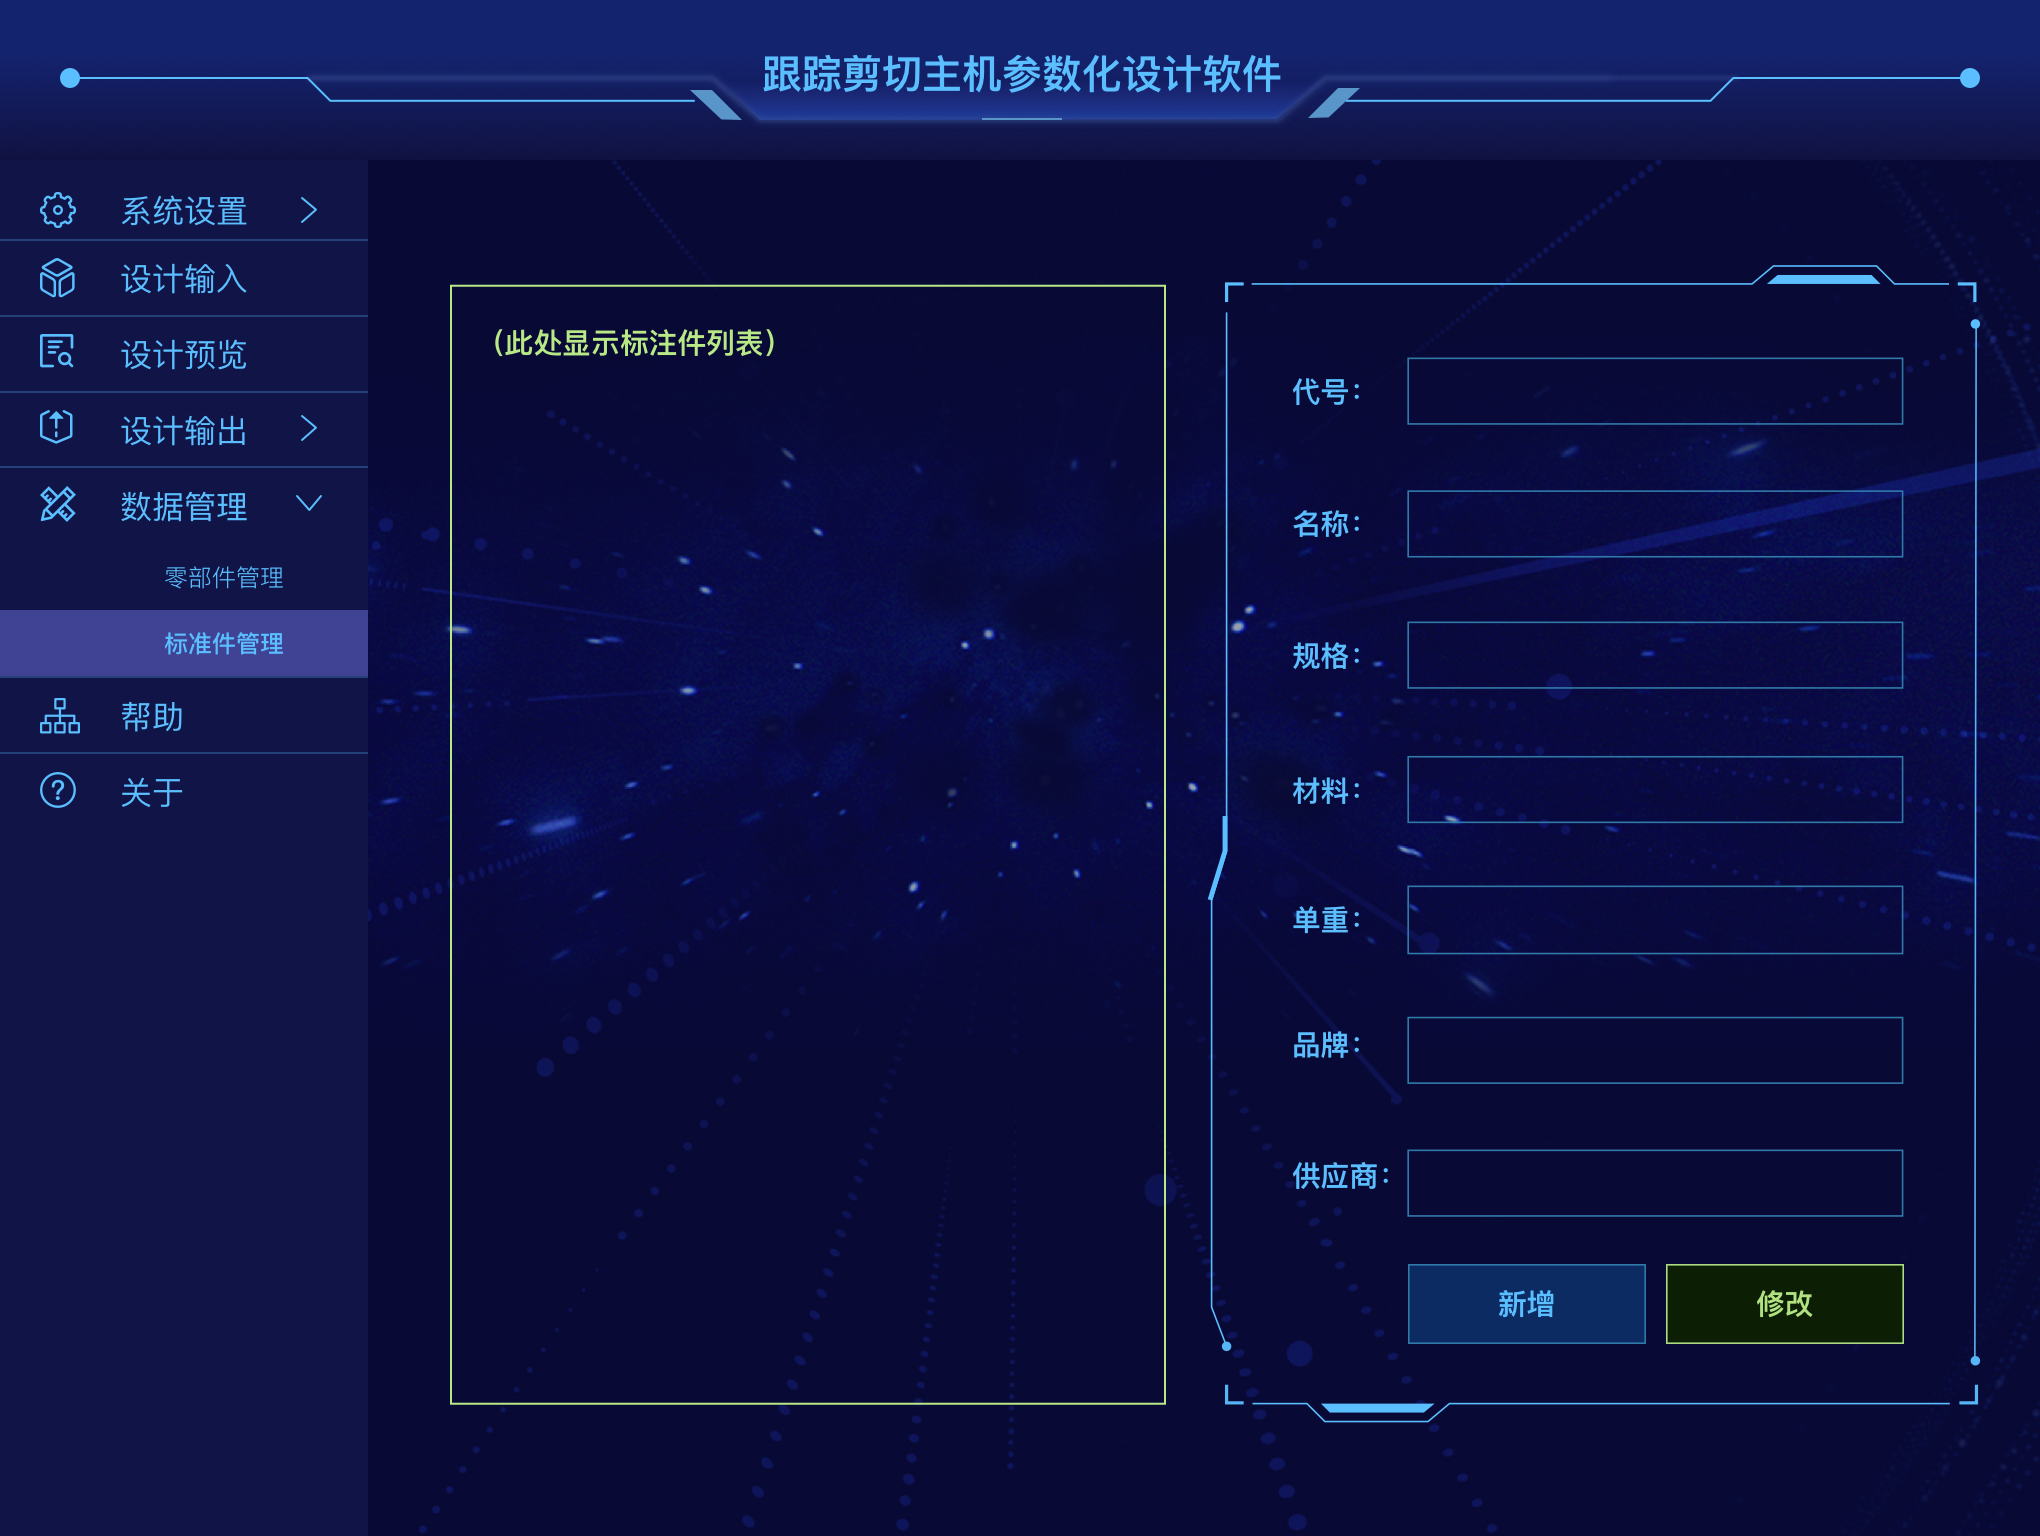 跟踪剪切主机参数化设计软件
系统设置
设计输入
设计预览
设计输出
数据管理
零部件管理
标准件管理
帮助
关于
（此处显示标注件列表）
代号：
名称：
规格：
材料：
单重：
品牌：
供应商：
新增
修改